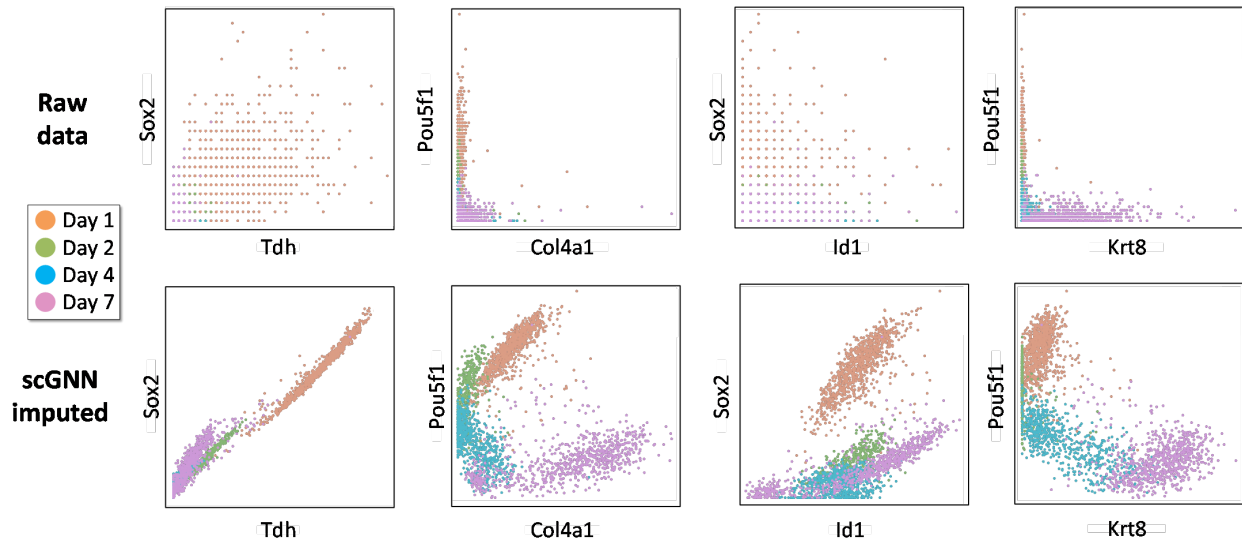 Raw
data
Sox2
Tdh
Pou5f1
Col4a1
Sox2
Id1
Pou5f1
Krt8
Day 1
Day 2
Day 4
Day 7
scGNN
imputed
Sox2
Tdh
Pou5f1
Col4a1
Sox2
Id1
Pou5f1
Krt8